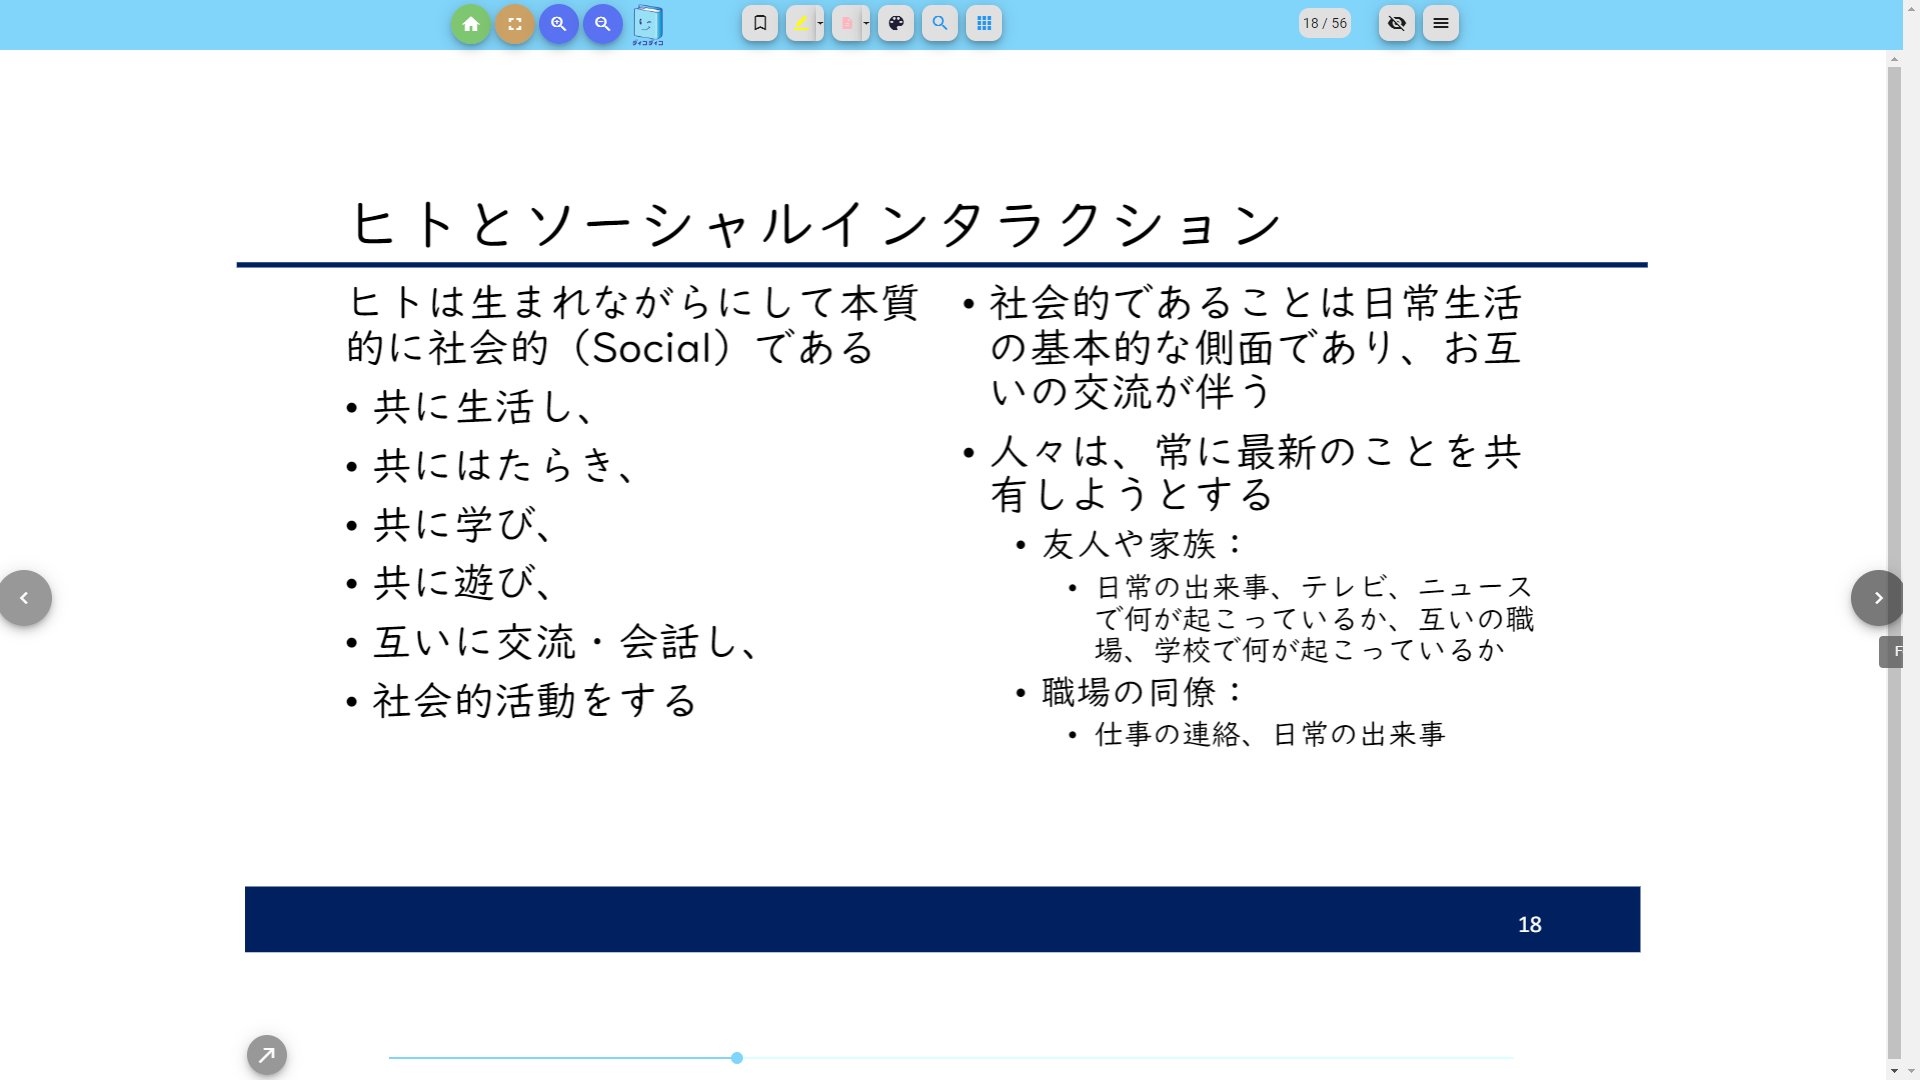 ダイコダイコ
18 / 56
ヒトとソーシャルインタラクション
ヒトは生まれながらにして本質
的に社会的（Social）である
• 共に生活し、
• 共にはたらき、
• 共に学び、
• 共に遊び、
• 互いに交流・会話し、
• 社会的活動をする
• 社会的であることは日常生活
の基本的な側面であり、お互
いの交流が伴う
• 人々は、常に最新のことを共
有しようとする
• 友人や家族：
• 日常の出来事、テレビ、ニュース
で何が起こっているか、互いの職
場、学校で何が起こっているか
• 職場の同僚：
• 仕事の連絡、日常の出来事
F
18